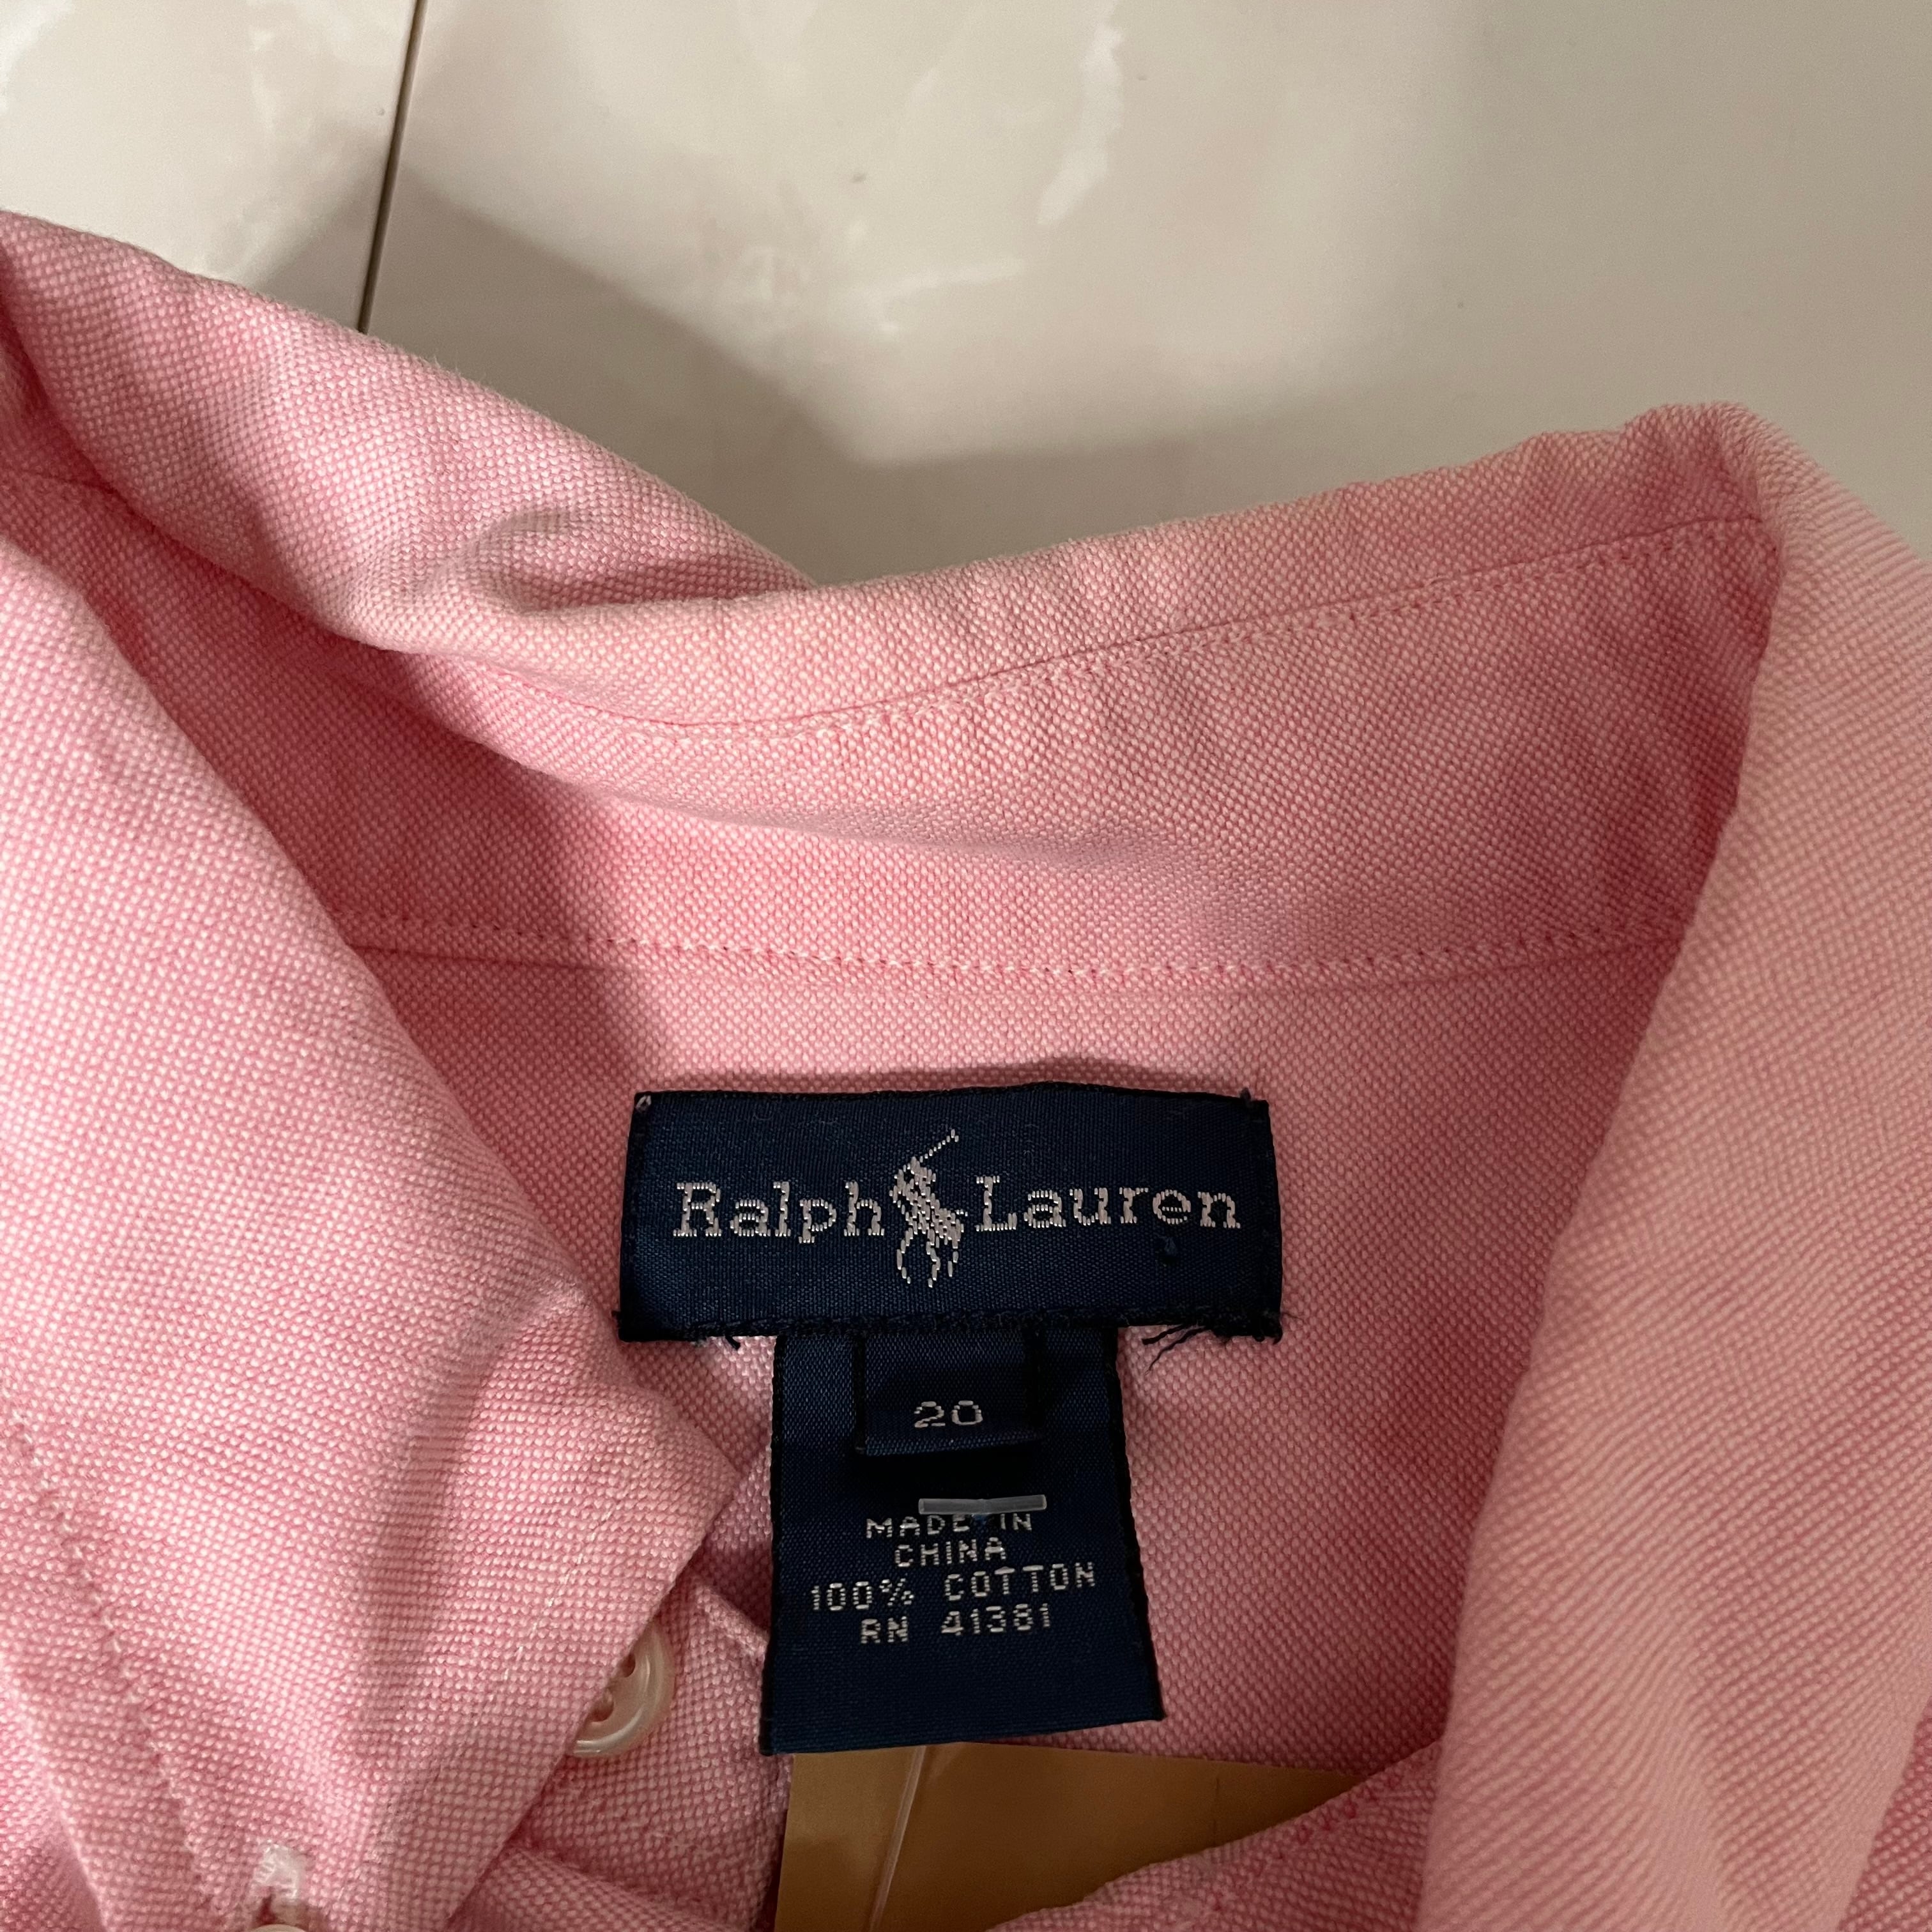 Ralph Lauren
20
MADE IN
CHINA
100% COTTON
RN 41381